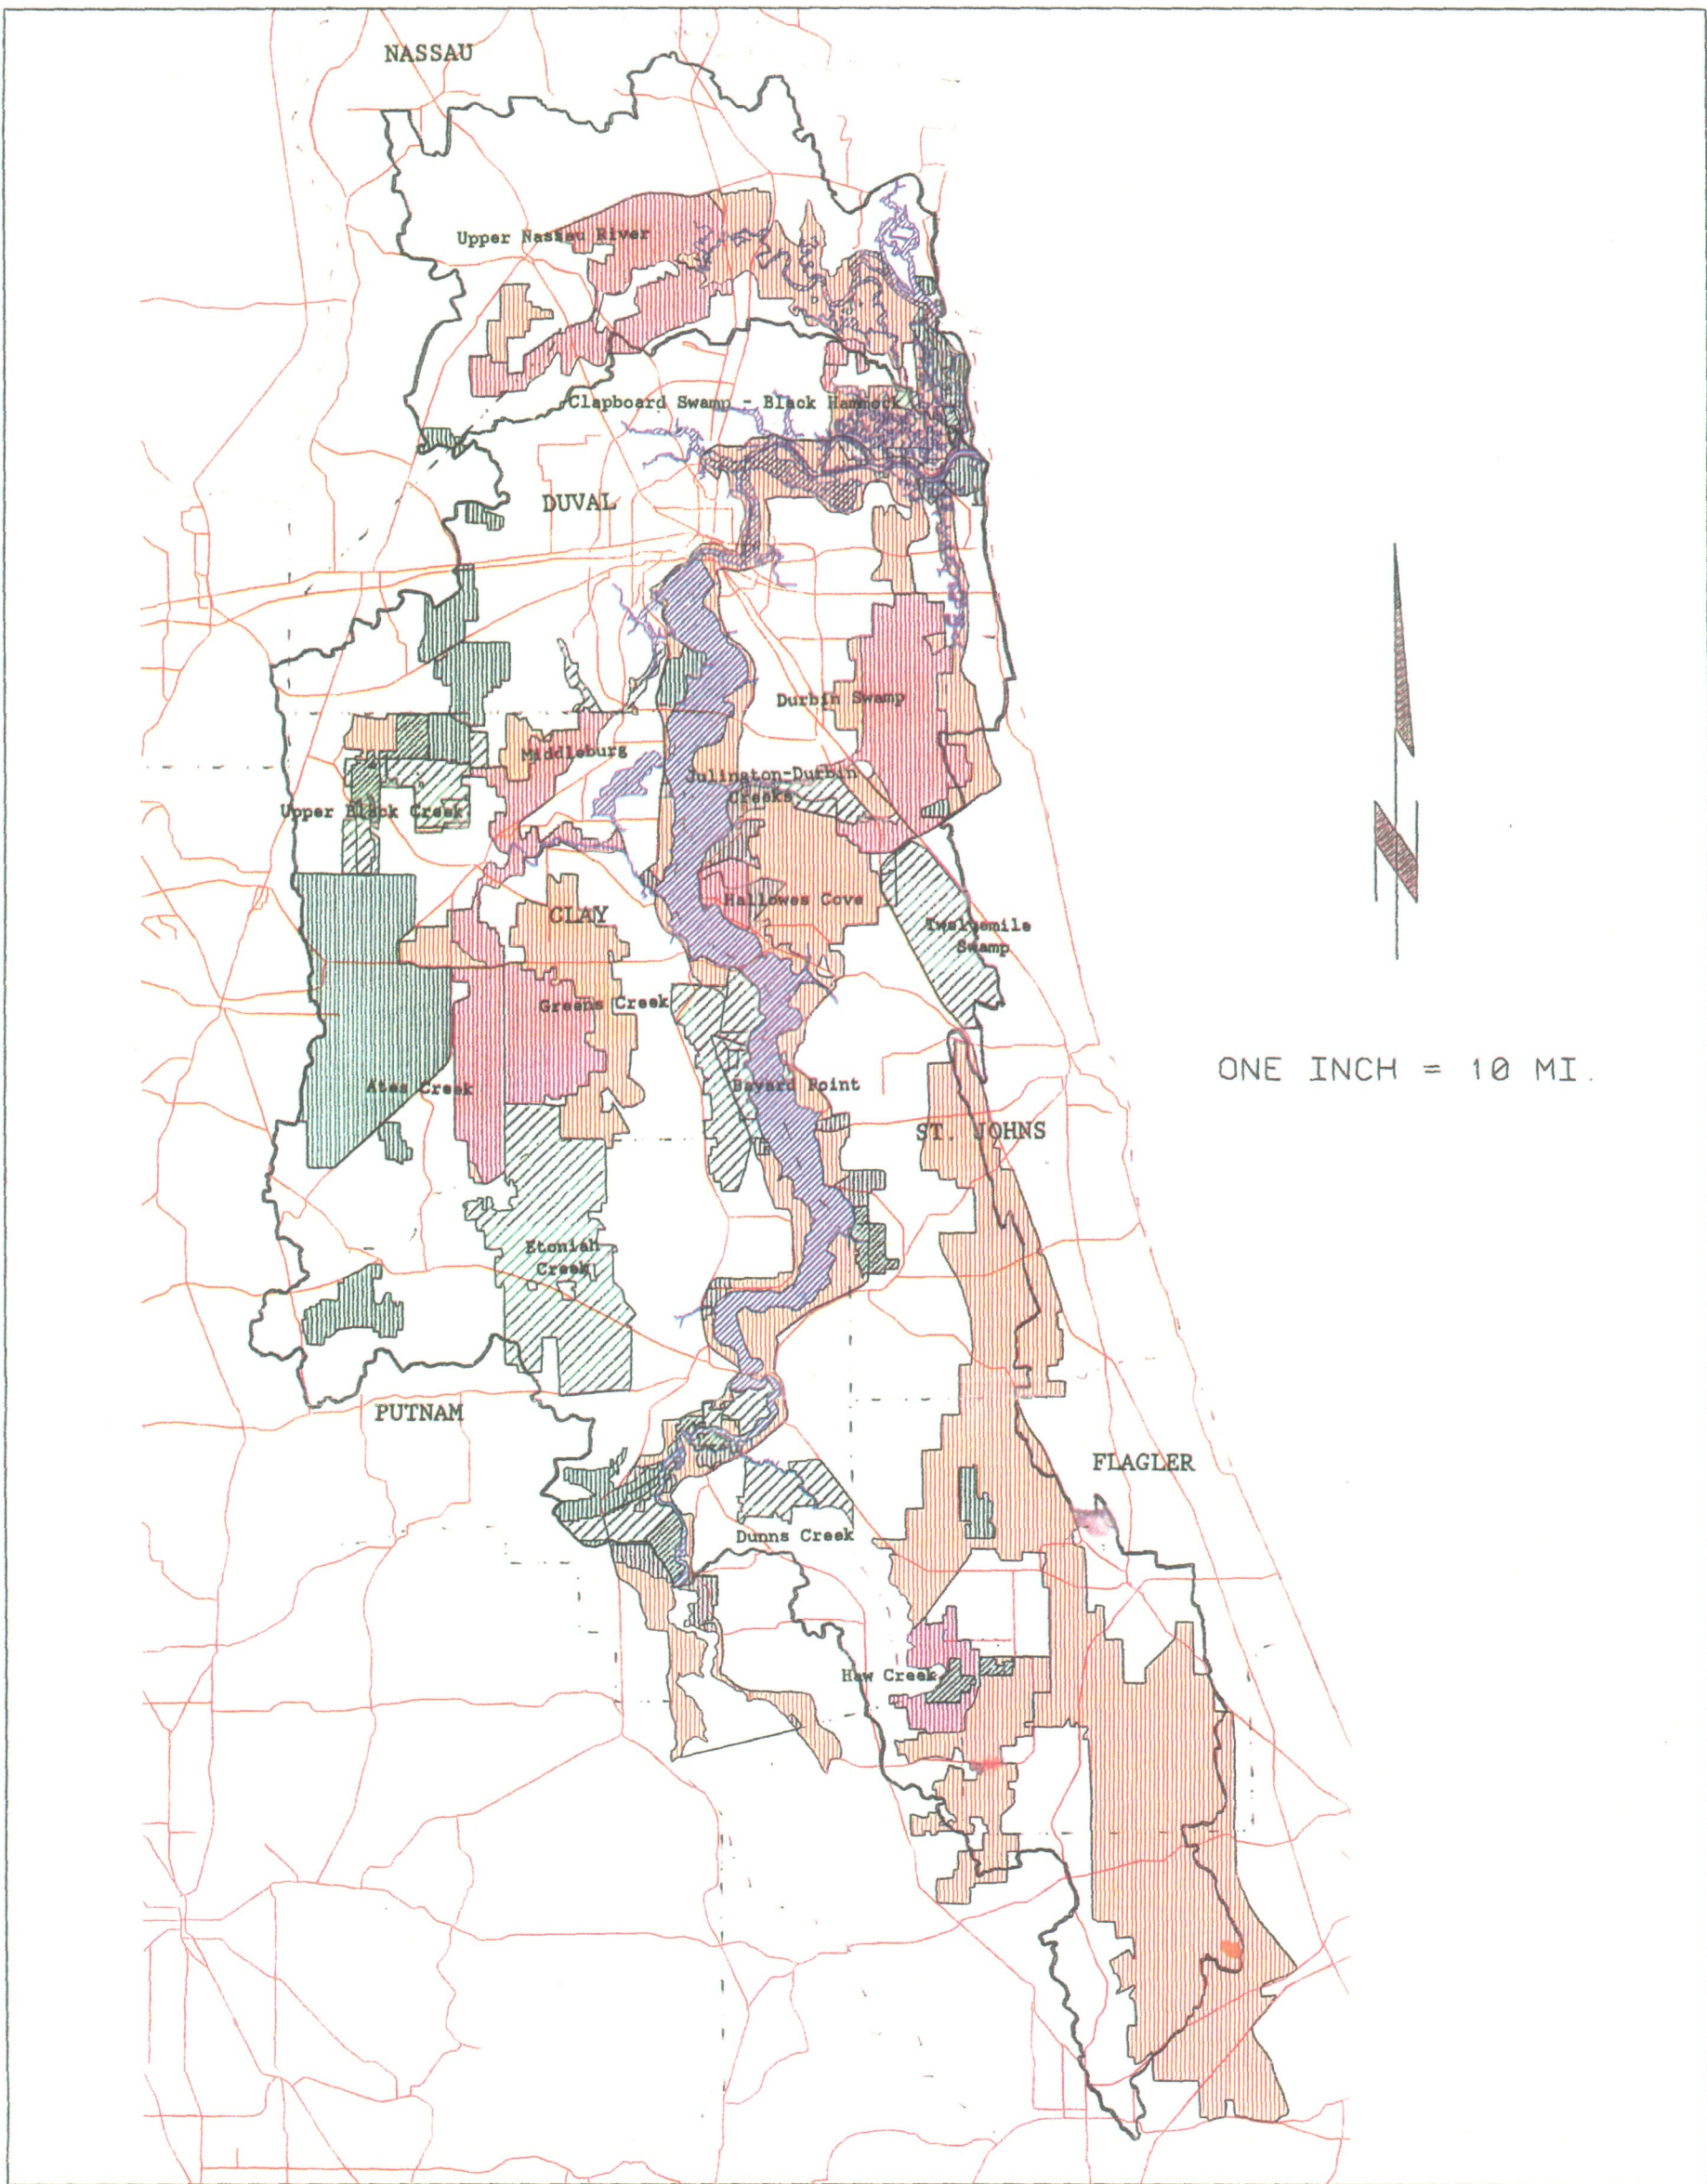 NASSAU
Upper Nassau River
Clapboard Swamp - Black Hammock
DUVAL
Durbin Swamp
Middleburg
Julington-Durbin
Creeks
Upper Black Creek
Hallowes Cove
CLAY
Twelvemile
Swamp
Greens Creek
ONE INCH = 10 MI.
Ates Creek
Bayard Point
ST. JOHNS
Etoniah
Creek
PUTNAM
FLAGLER
Dunns Creek
Haw Creek
N